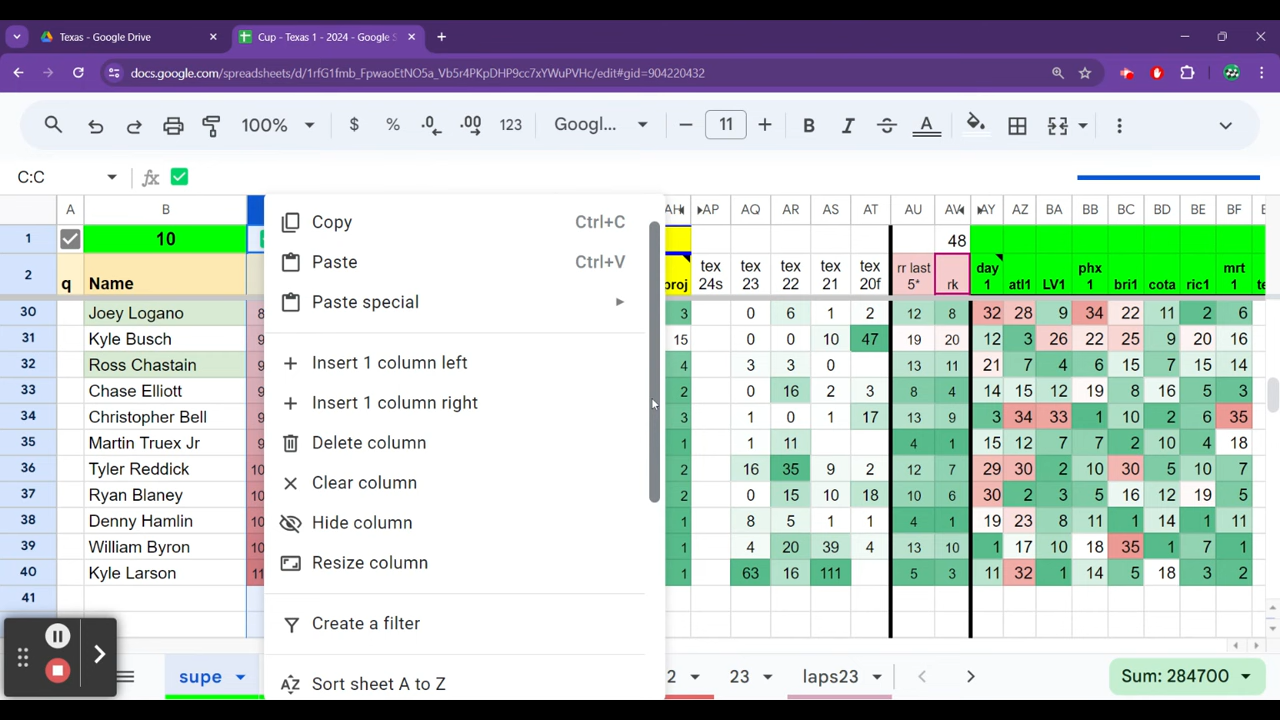 Texas - Google Drive
Cup - Texas 1 - 2024 - Google S
docs.google.com/spreadsheets/d/1rfG1fmb_FpwaoEtNO5a_Vb5r4PKpDHP9cc7xYWuPVHc/edit#gid=904220432
100% $ % .0 .00 123 Googl... 11 B I S A
C:C fx
A B AH AP AQ AR AS AT AU AV AY AZ BA BB BC BD BE BF
1 10 48
2 q Name proj tex 24s tex 23 tex 22 tex 21 tex 20f rr last 5* rk day 1 atl1 LV1 phx 1 bri1 cota ric1 mrt 1
30 Joey Logano 8 3 0 6 1 2 12 8 32 28 9 34 22 11 2 6
31 Kyle Busch 9 15 0 0 10 47 19 20 12 3 26 22 25 9 20 16
32 Ross Chastain 9 4 3 3 0 13 11 21 7 4 6 15 7 15 14
33 Chase Elliott 9 2 0 16 2 3 8 4 14 15 12 19 8 16 5 3
34 Christopher Bell 9 3 1 0 1 17 13 9 3 34 33 1 10 2 6 35
35 Martin Truex Jr 9 1 1 11 4 1 15 12 7 7 2 10 4 18
36 Tyler Reddick 10 2 16 35 9 2 12 7 29 30 2 10 30 5 10 7
37 Ryan Blaney 10 2 0 15 10 18 10 6 30 2 3 5 16 12 19 5
38 Denny Hamlin 10 1 8 5 1 1 4 1 19 23 8 11 1 14 1 11
39 William Byron 10 1 4 20 39 4 13 10 1 17 10 18 35 1 7 1
40 Kyle Larson 11 1 63 16 111 5 3 11 32 1 14 5 18 3 2
41
Copy Ctrl+C
Paste Ctrl+V
Paste special
Insert 1 column left
Insert 1 column right
Delete column
Clear column
Hide column
Resize column
Create a filter
Sort sheet A to Z
supe 2 23 laps23 Sum: 284700